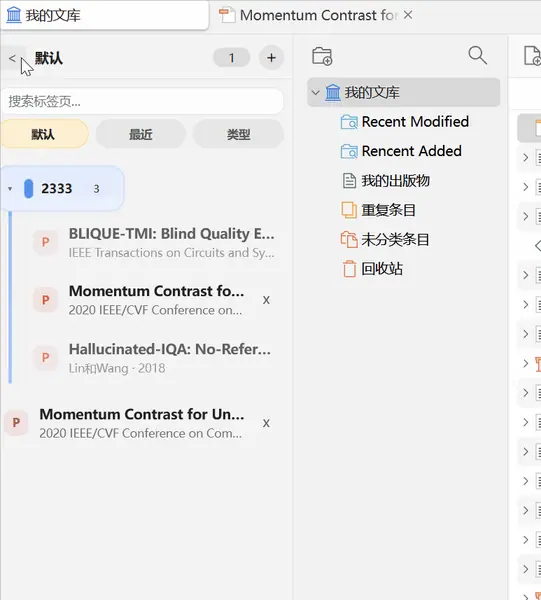 我的文库
Momentum Contrast for
< 默认
1
+
搜索标签页...
默认
最近
类型
2333
3
P
BLIQUE-TMI: Blind Quality E...
IEEE Transactions on Circuits and Sy...
P
Momentum Contrast fo...
2020 IEEE/CVF Conference on...
x
P
Hallucinated-IQA: No-Refer...
Lin和Wang - 2018
P
Momentum Contrast for Un...
2020 IEEE/CVF Conference on Com...
x
我的文库
Recent Modified
Rencent Added
我的出版物
重复条目
未分类条目
回收站